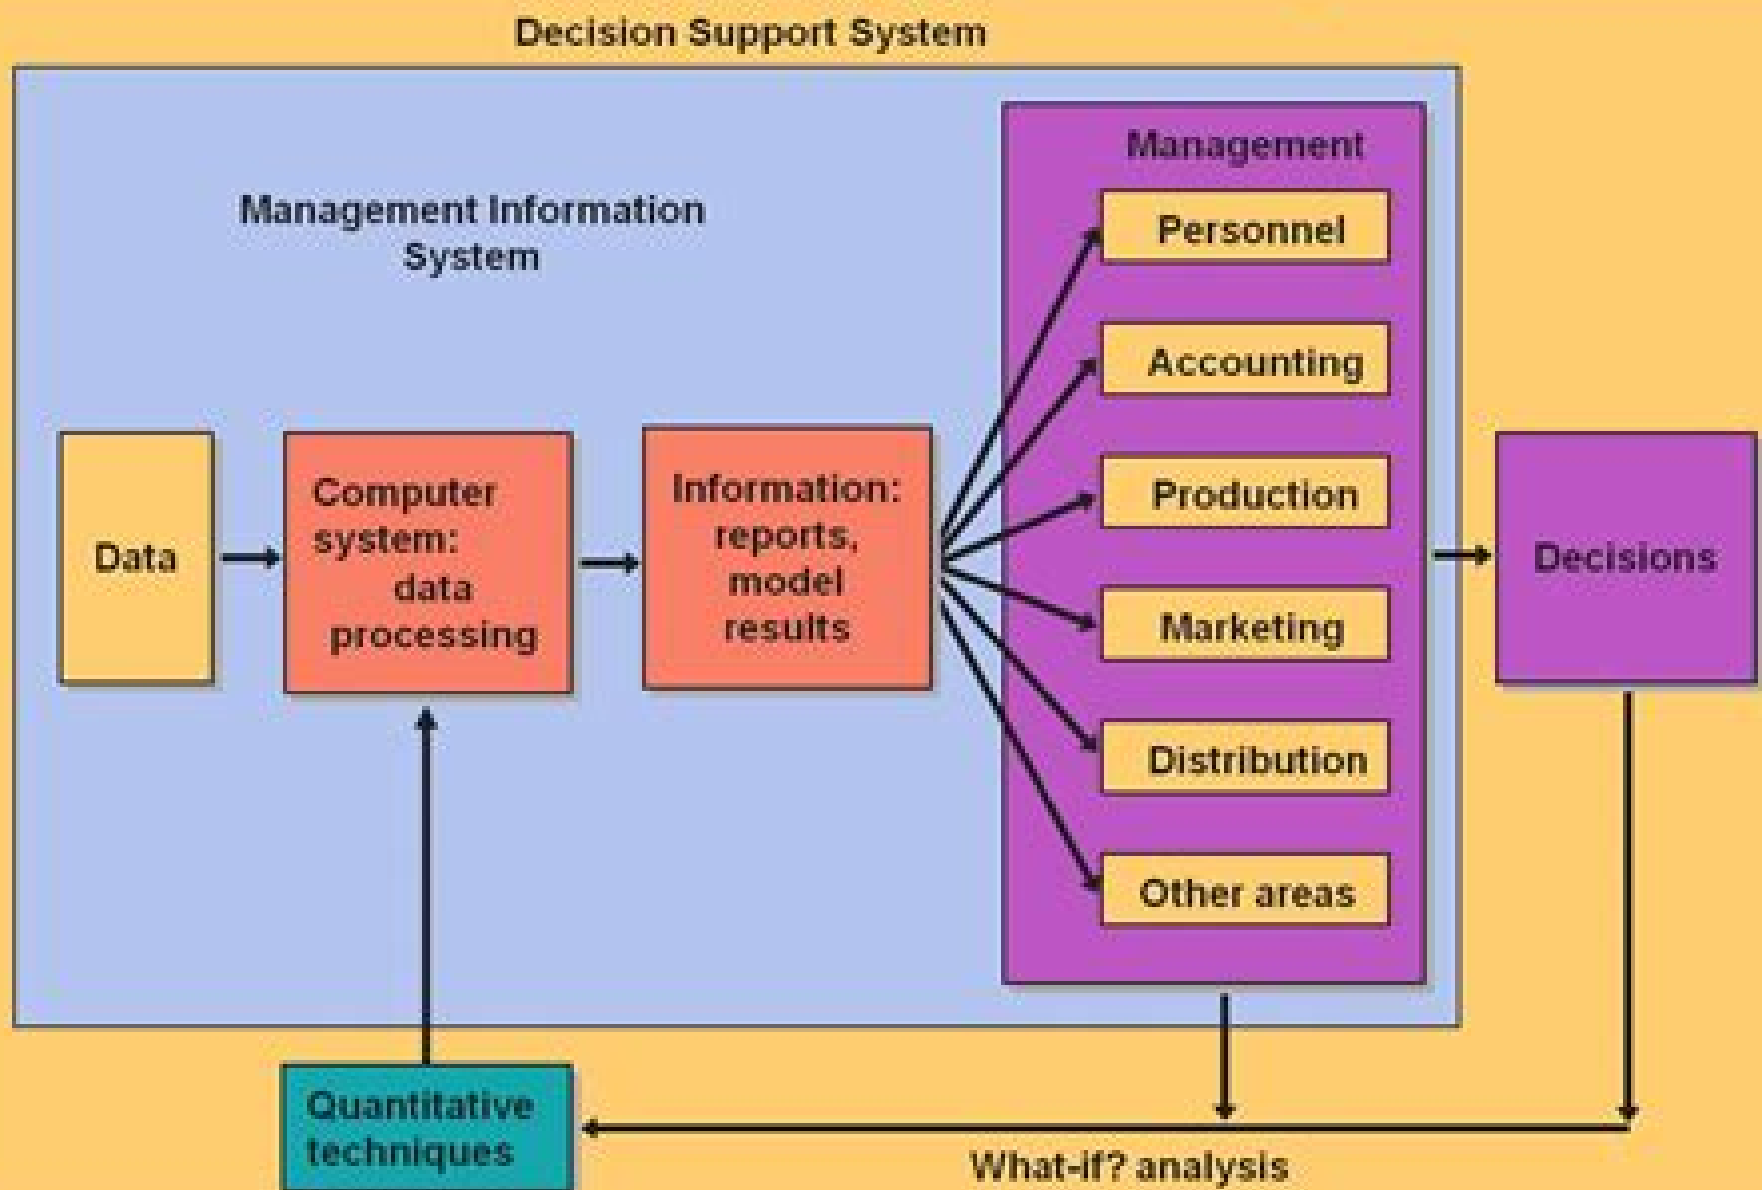 Decision Support System
Management Information
System
Data
Computer
system:
data
processing
Information:
reports,
model
results
Management
Personnel
Accounting
Production
Marketing
Distribution
Other areas
Decisions
Quantitative
techniques
What-if? analysis